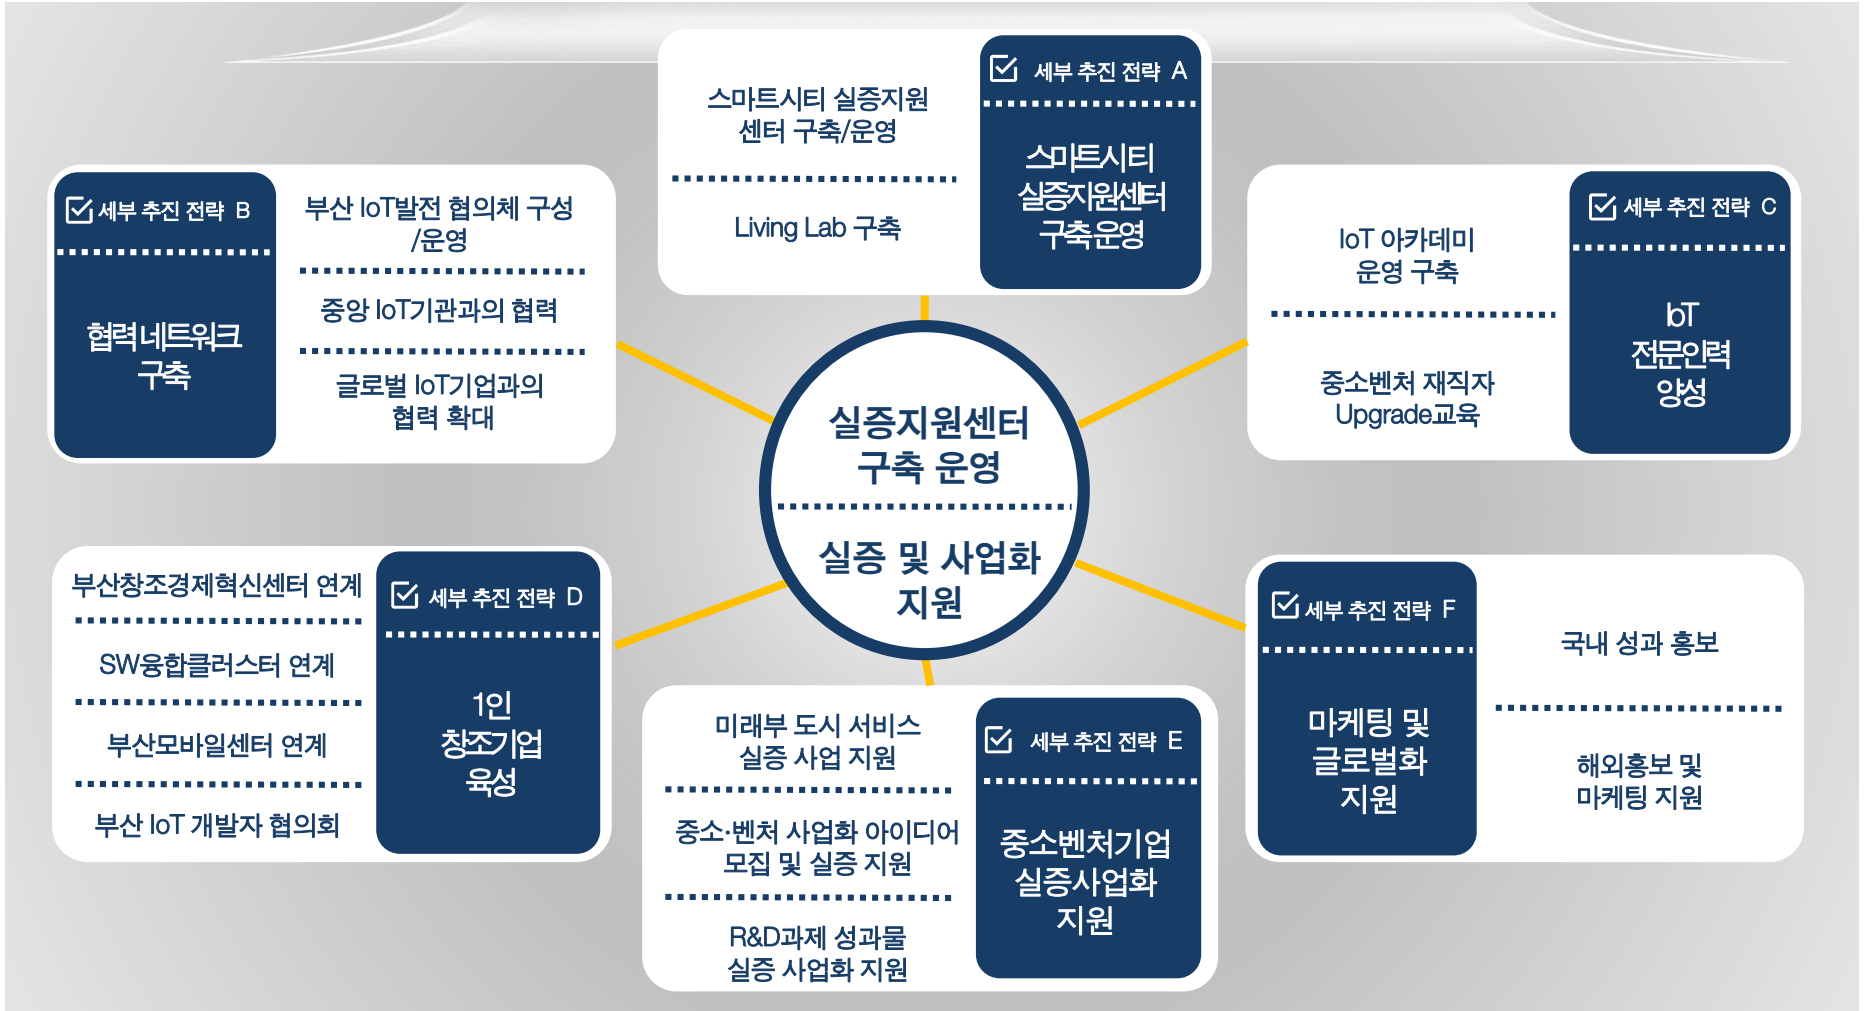 세부 추진 전략 A
스마트시티
실증지원센터
구축운영
스마트시티 실증지원
센터 구축/운영
Living Lab 구축
세부 추진 전략 B
협력 네트워크
구축
부산 IoT발전 협의체 구성
/운영
중앙 IoT기관과의 협력
글로벌 IoT기업과의
협력 확대
세부 추진 전략 C
IoT
전문인력
양성
IoT 아카데미
운영 구축
중소벤처 재직자
Upgrade교육
실증지원센터
구축 운영
실증 및 사업화
지원
세부 추진 전략 D
1인
창조기업
육성
부산창조경제혁신센터 연계
SW융합클러스터 연계
부산모바일센터 연계
부산 IoT 개발자 협의회
세부 추진 전략 E
중소벤처기업
실증사업화
지원
미래부 도시 서비스
실증 사업 지원
중소·벤처 사업화 아이디어
모집 및 실증 지원
R&D과제 성과물
실증 사업화 지원
세부 추진 전략 F
마케팅 및
글로벌화
지원
국내 성과 홍보
해외홍보 및
마케팅 지원